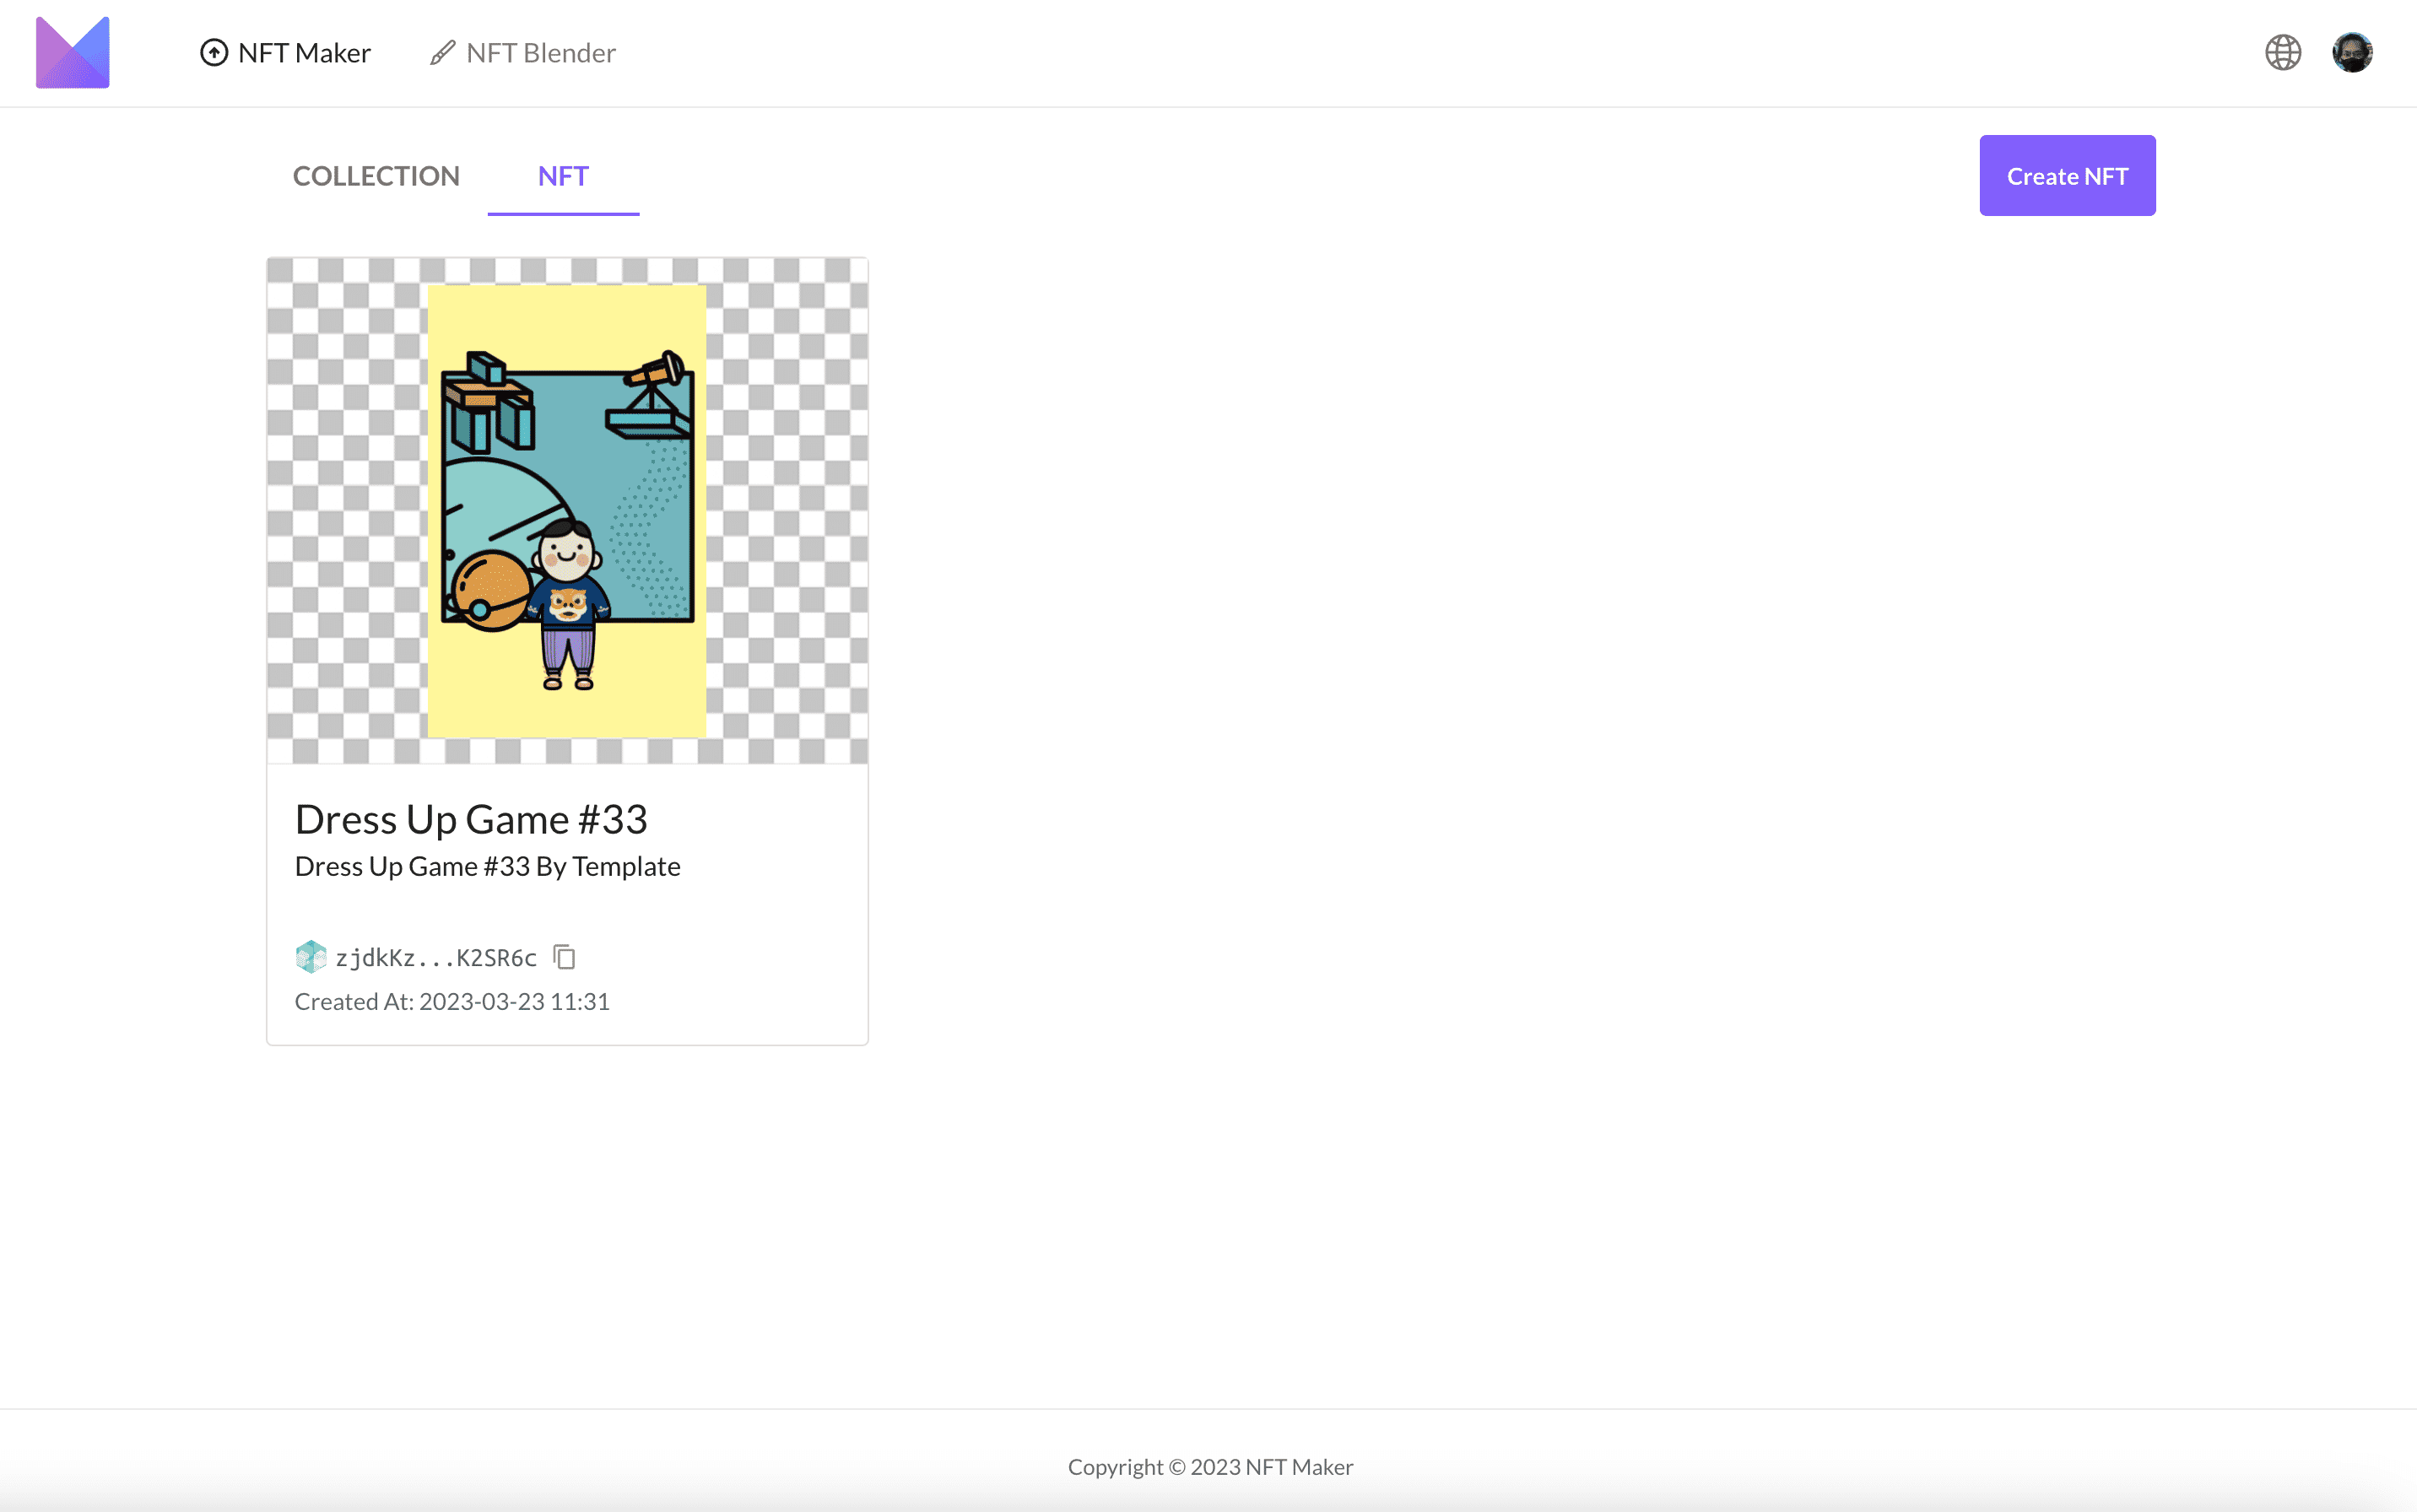 NFT Maker
NFT Blender
COLLECTION
NFT
Create NFT
Dress Up Game #33
Dress Up Game #33 By Template
zjdkKz...K2SR6c
Created At: 2023-03-23 11:31
Copyright © 2023 NFT Maker